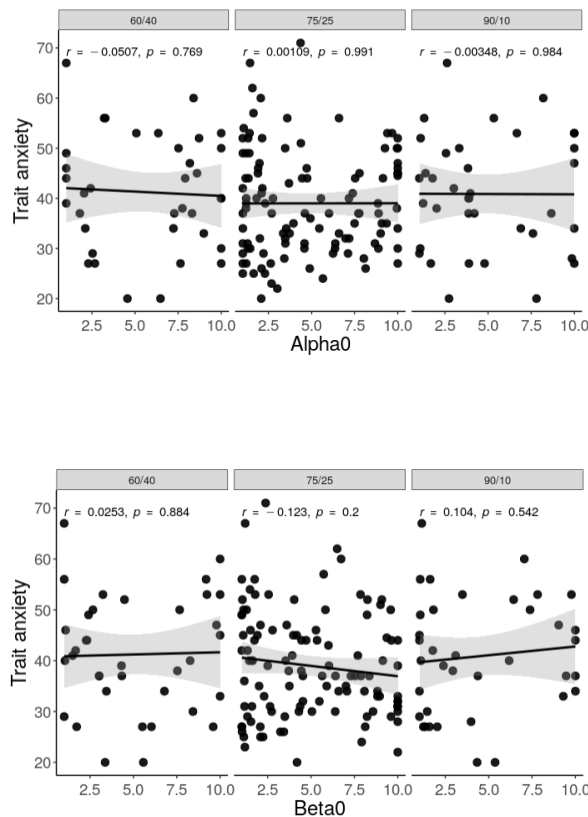 60/40 75/25 90/10
r = −0.0507, p = 0.769 r = 0.00109, p = 0.991 r = −0.00348, p = 0.984
70
60
50
40
30
20
Trait anxiety
2.5 5.0 7.5 10.0 2.5 5.0 7.5 10.0 2.5 5.0 7.5 10.0
Alpha0
60/40 75/25 90/10
r = 0.0253, p = 0.884 r = −0.123, p = 0.2 r = 0.104, p = 0.542
70
60
50
40
30
20
Trait anxiety
2.5 5.0 7.5 10.0 2.5 5.0 7.5 10.0 2.5 5.0 7.5 10.0
Beta0